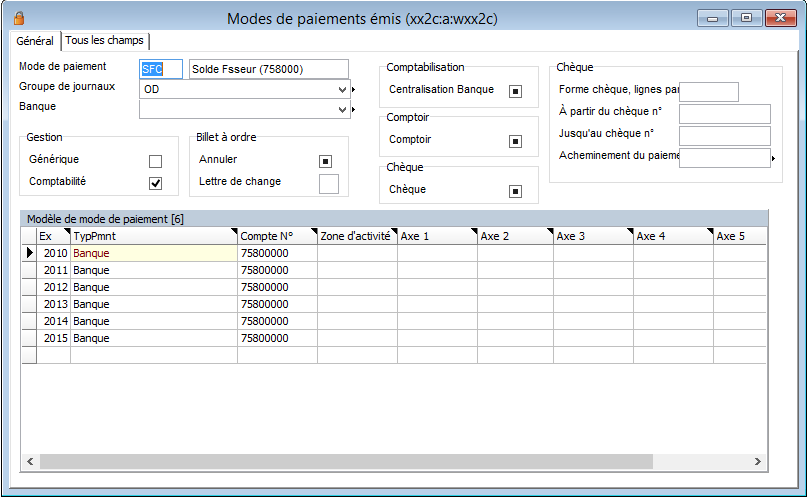 Modes de paiements émis (xx2c:a:wxx2c)
Général
Tous les champs
Mode de paiement SFC Solde Fsseur (758000)
Groupe de journaux OD
Banque
Gestion
Générique
Comptabilité
Billet à ordre
Annuler
Lettre de change
Comptabilisation
Centralisation Banque
Comptoir
Comptoir
Chèque
Chèque
Chèque
Forme chèque, lignes par
À partir du chèque n°
Jusqu'au chèque n°
Acheminement du paieme
Modèle de mode de paiement [6]
Ex TypPmnt Compte N° Zone d'activité Axe 1 Axe 2 Axe 3 Axe 4 Axe 5
2010 Banque 75800000
2011 Banque 75800000
2012 Banque 75800000
2013 Banque 75800000
2014 Banque 75800000
2015 Banque 75800000